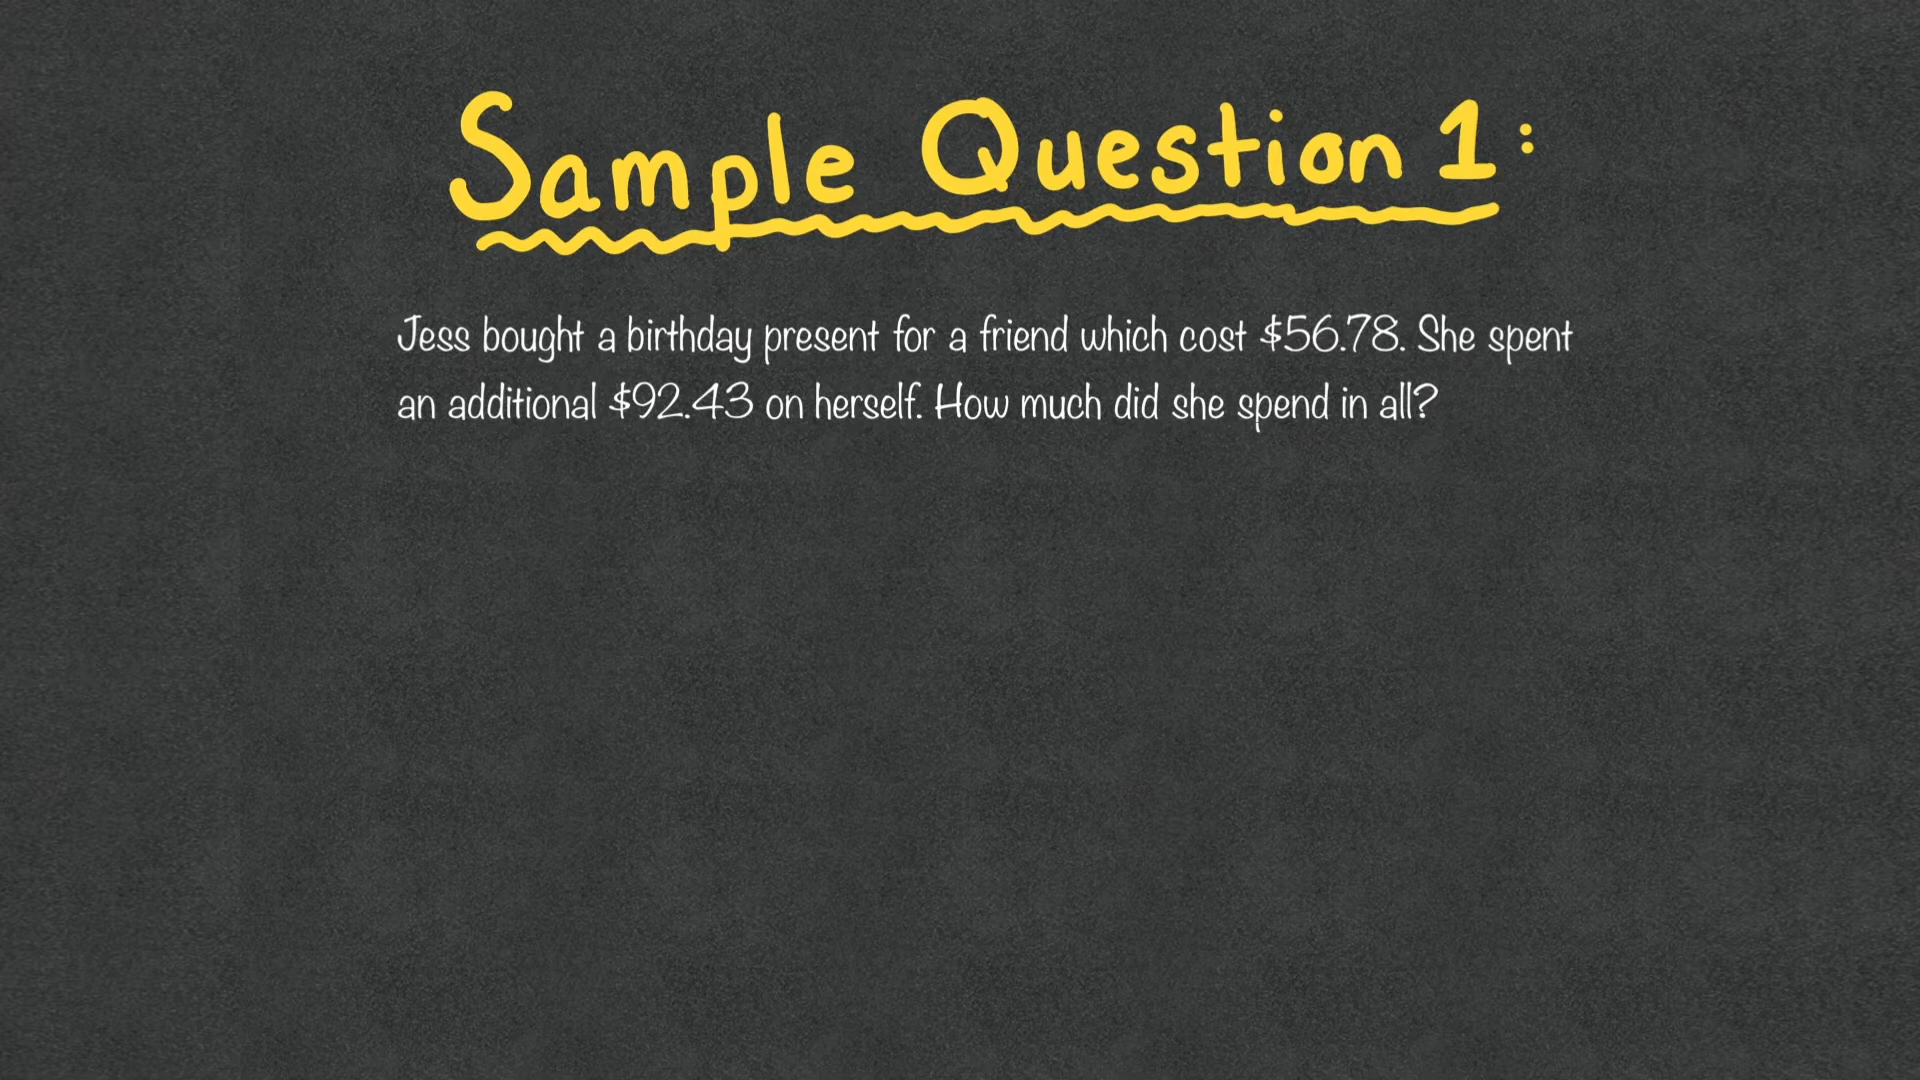 Sample Question 1:
Jess bought a birthday present for a friend which cost $56.78. She spent
an additional $92.43 on herself. How much did she spend in all?